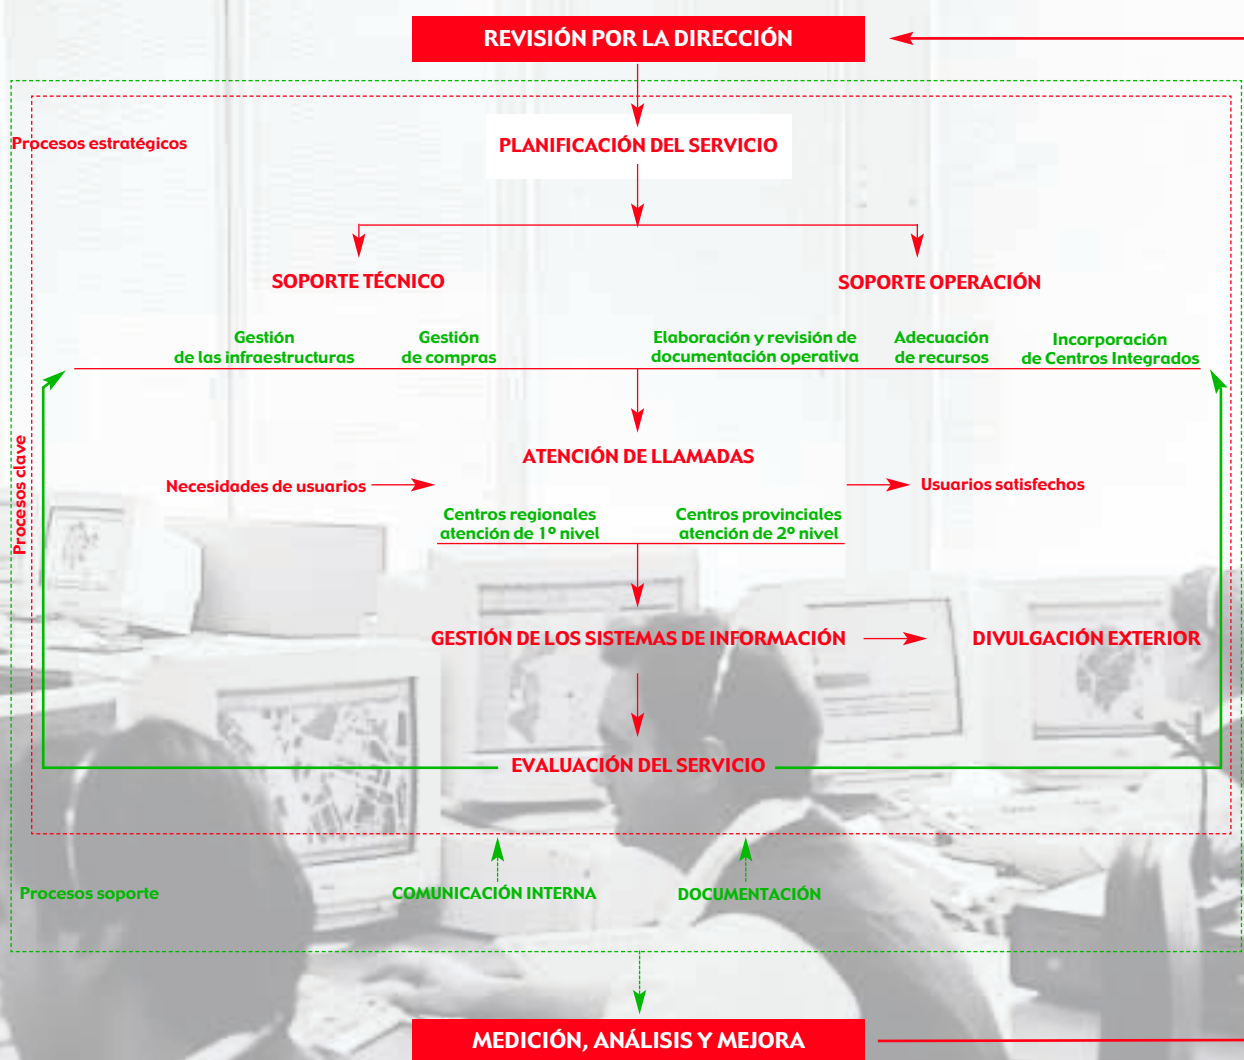 REVISIÓN POR LA DIRECCIÓN
Procesos estratégicos
PLANIFICACIÓN DEL SERVICIO
SOPORTE TÉCNICO
SOPORTE OPERACIÓN
Gestión
de las infraestructuras
Gestión
de compras
Elaboración y revisión de
documentación operativa
Adecuación
de recursos
Incorporación
de Centros Integrados
Procesos clave
ATENCIÓN DE LLAMADAS
Necesidades de usuarios
Usuarios satisfechos
Centros regionales
atención de 1º nivel
Centros provinciales
atención de 2º nivel
GESTIÓN DE LOS SISTEMAS DE INFORMACIÓN
DIVULGACIÓN EXTERIOR
EVALUACIÓN DEL SERVICIO
Procesos soporte
COMUNICACIÓN INTERNA
DOCUMENTACIÓN
MEDICIÓN, ANÁLISIS Y MEJORA